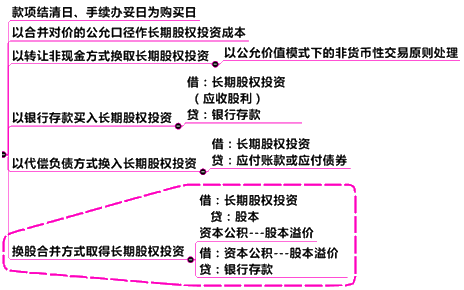 款项结清日、手续办妥日为购买日
以合并对价的公允口径作长期股权投资成本
以转让非现金方式换取长期股权投资
以公允价值模式下的非货币性交易原则处理
以银行存款买入长期股权投资
借：长期股权投资
（应收股利）
贷：银行存款
以代偿负债方式换入长期股权投资
借：长期股权投资
贷：应付账款或应付债券
换股合并方式取得长期股权投资
借：长期股权投资
贷：股本
资本公积---股本溢价
借：资本公积---股本溢价
贷：银行存款